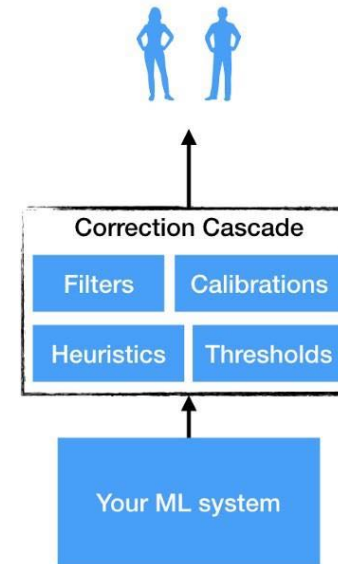 Correction Cascade
Filters
Calibrations
Heuristics
Thresholds
Your ML system